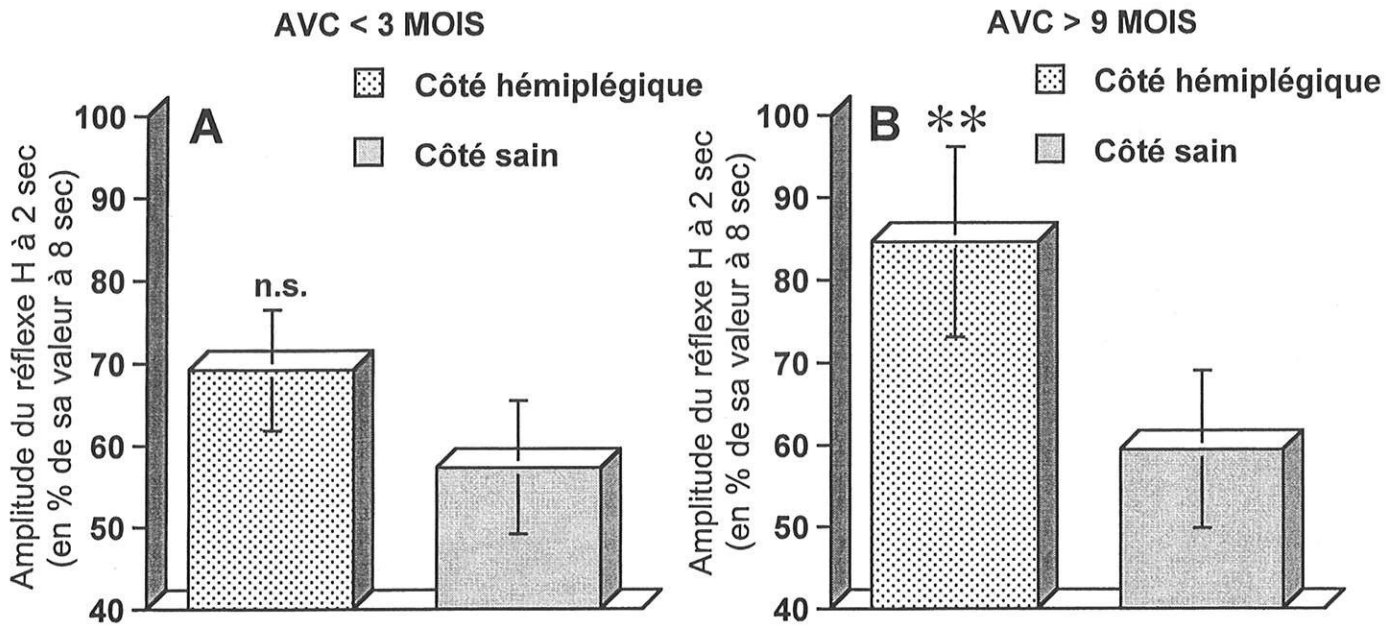 AVC < 3 MOIS
Côté hémiplégique
Côté sain
A
n.s.
Amplitude du réflexe H à 2 sec
(en % de sa valeur à 8 sec)
100
90
80
70
60
50
40
AVC > 9 MOIS
Côté hémiplégique
Côté sain
B
**
Amplitude du réflexe H à 2 sec
(en % de sa valeur à 8 sec)
100
90
80
70
60
50
40